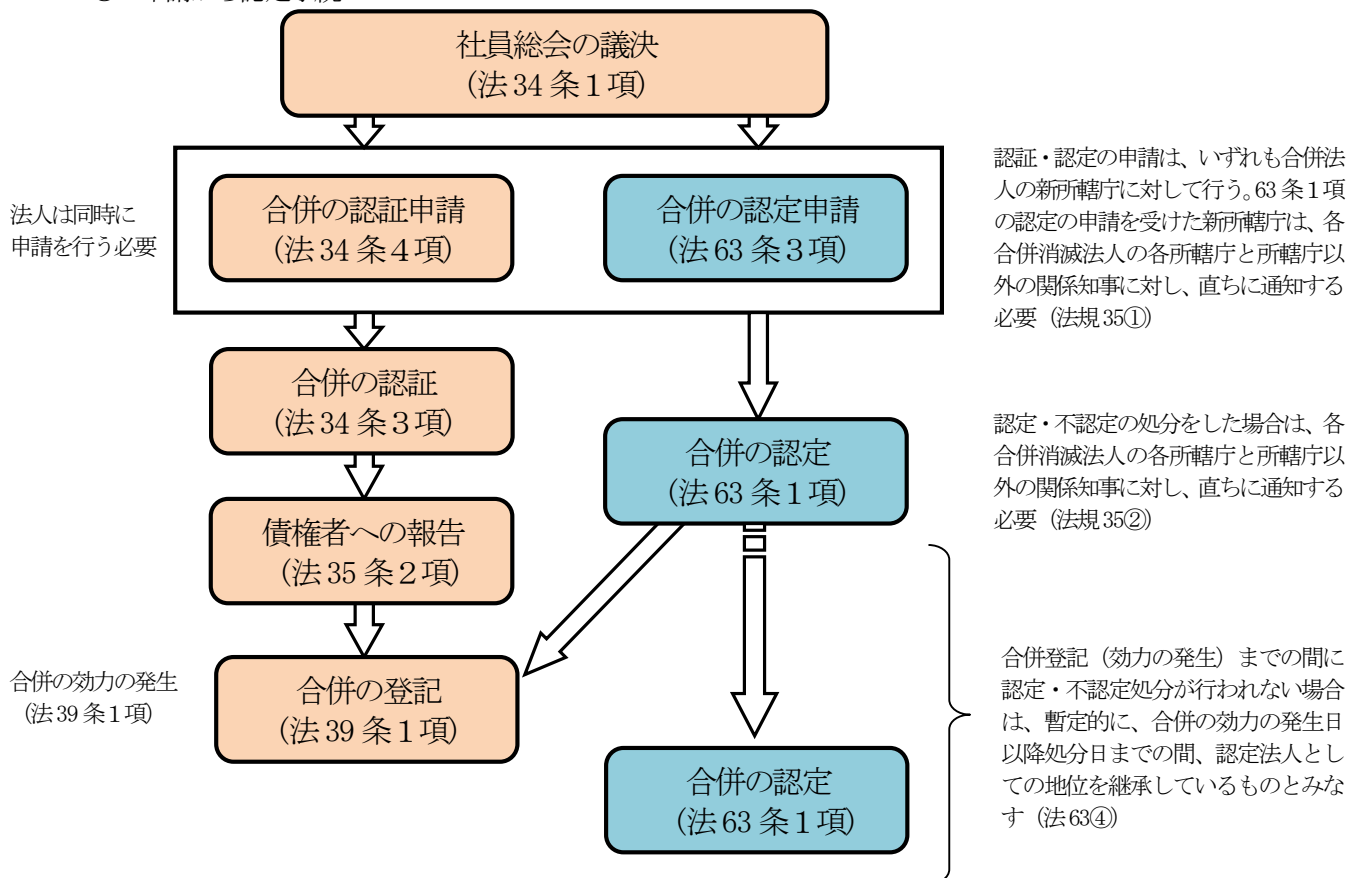 社員総会の議決
(法34条1項)
法人は同時に
申請を行う必要
合併の認証申請
(法34条4項)
合併の認定申請
(法63条3項)
認証・認定の申請は、いずれも合併法
人の新所轄庁に対して行う。63条1項
の認定の申請を受けた新所轄庁は、各
合併消滅法人の各所轄庁と所轄庁以
外の関係知事に対し、直ちに通知する
必要(法規35①)
合併の認証
(法34条3項)
合併の認定
(法63条1項)
認定・不認定の処分をした場合は、各
合併消滅法人の各所轄庁と所轄庁以
外の関係知事に対し、直ちに通知する
必要(法規35②)
債権者への報告
(法35条2項)
合併の効力の発生
(法39条1項)
合併の登記
(法39条1項)
合併登記(効力の発生)までの間に
認定・不認定処分が行われない場合
は、暫定的に、合併の効力の発生日
以降処分日までの間、認定法人とし
ての地位を継承しているものとみな
す(法63④)
合併の認定
(法63条1項)